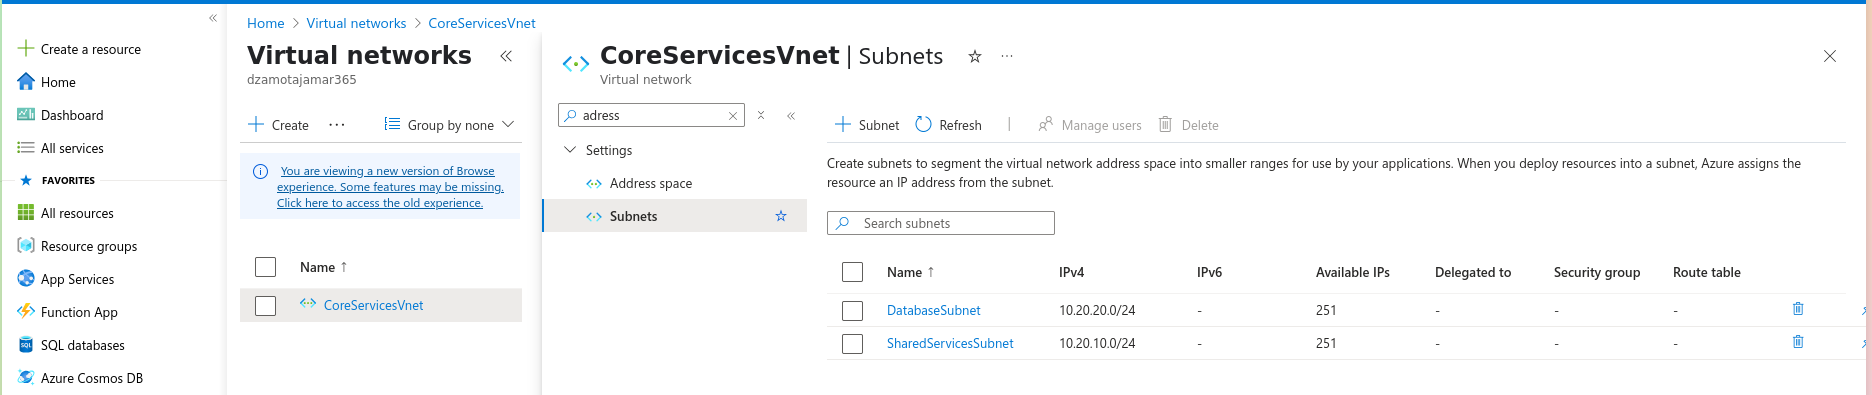 Home > Virtual networks > CoreServicesVnet
«
Create a resource
Home
Dashboard
All services
FAVORITES
All resources
Resource groups
App Services
Function App
SQL databases
Azure Cosmos DB
Virtual networks «
dzamotajamar365
Create ··· Group by none
You are viewing a new version of Browse
experience. Some features may be missing.
Click here to access the old experience.
Name ↑
CoreServicesVnet
CoreServicesVnet | Subnets ···
Virtual network
adress «
Settings
Address space
Subnets
Subnet Refresh | Manage users Delete
Create subnets to segment the virtual network address space into smaller ranges for use by your applications. When you deploy resources into a subnet, Azure assigns the
resource an IP address from the subnet.
Search subnets
Name ↑ IPv4 IPv6 Available IPs Delegated to Security group Route table
DatabaseSubnet 10.20.20.0/24 - 251 - - -
SharedServicesSubnet 10.20.10.0/24 - 251 - - -